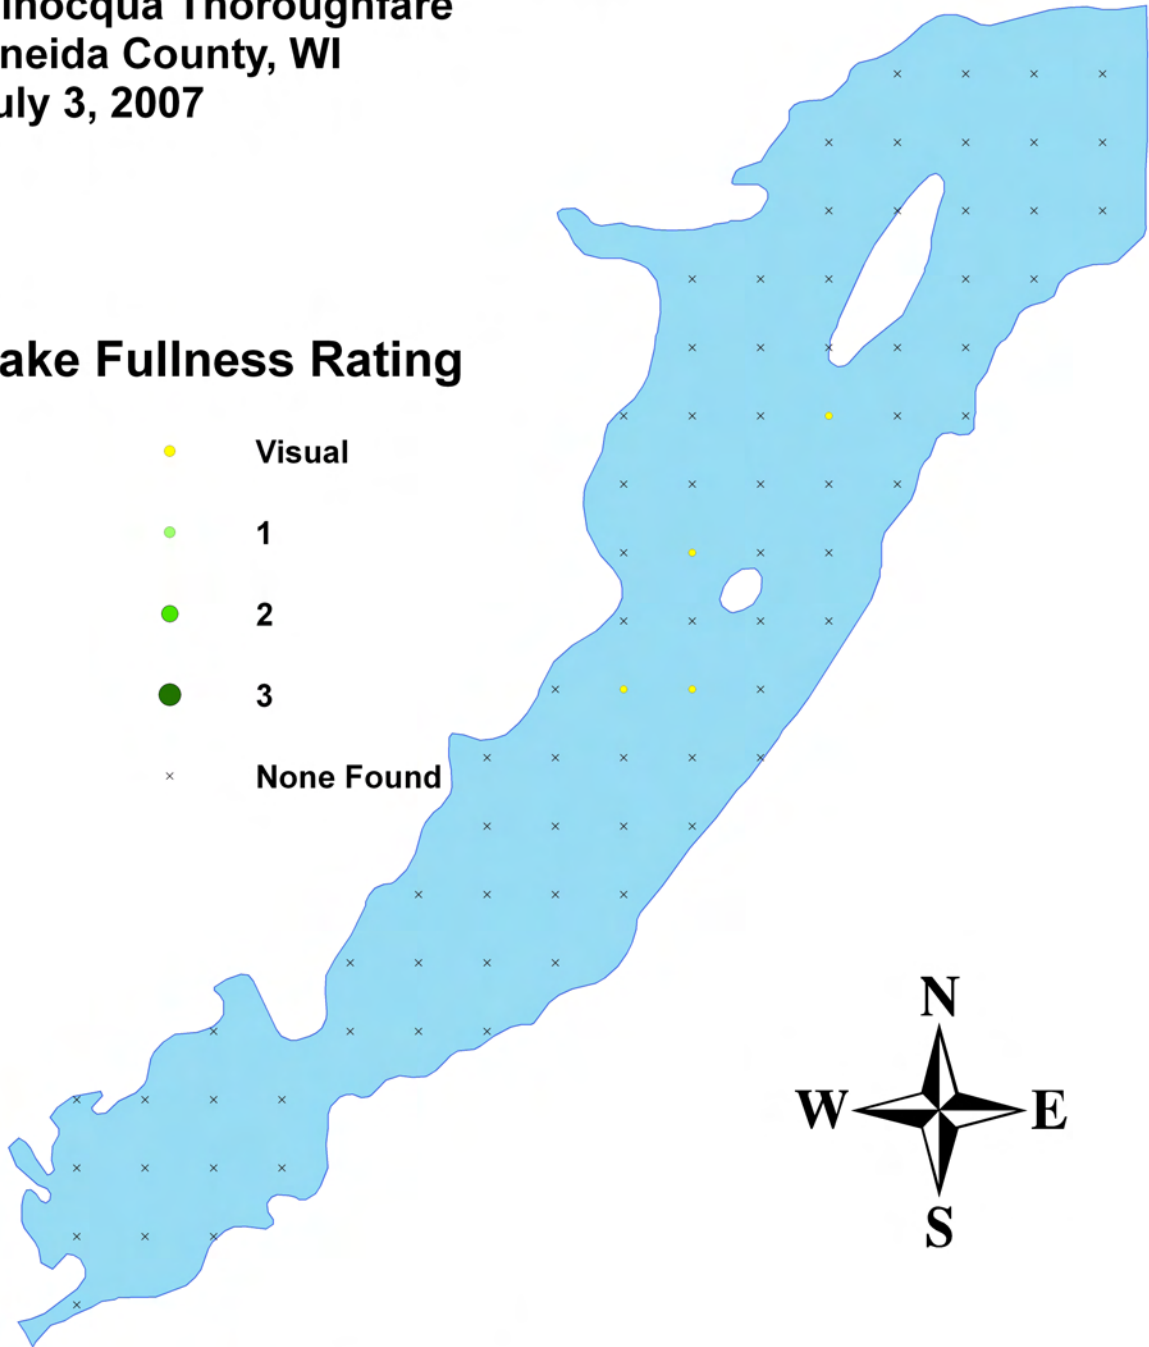 inocqua Thoroughfare
neida County, WI
uly 3, 2007
ake Fullness Rating
Visual
1
2
3
None Found
N
W E
S